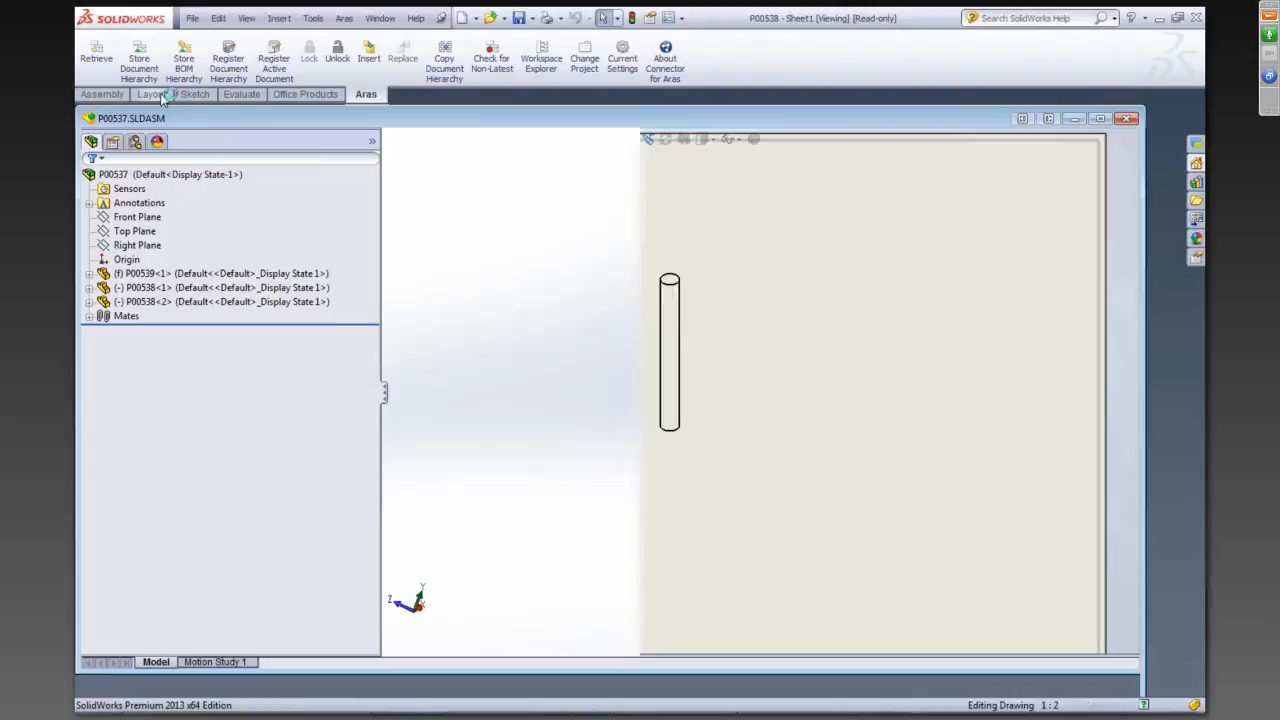 SOLIDWORKS File Edit View Insert Tools Aras Window Help P00538 - Sheet1 [Viewing] [Read-only] Search SolidWorks Help
Retrieve
Store Document Hierarchy
Store BOM Hierarchy
Register Document Hierarchy
Register Active Document
Lock
Unlock
Insert
Replace
Copy Document Hierarchy
Check for Non-Latest
Workspace Explorer
Change Project
Current Settings
About Connector for Aras
Assembly Sketch Evaluate Office Products Aras
P00537.SLDASM
P00537 (Default<Display State-1>)
Sensors
Annotations
Front Plane
Top Plane
Right Plane
Origin
(f) P00539<1> (Default<<Default>_Display State 1>)
(-) P00538<1> (Default<<Default>_Display State 1>)
(-) P00538<2> (Default<<Default>_Display State 1>)
Mates
Y
Z
Model Motion Study 1
SolidWorks Premium 2013 x64 Edition Editing Drawing 1 : 2